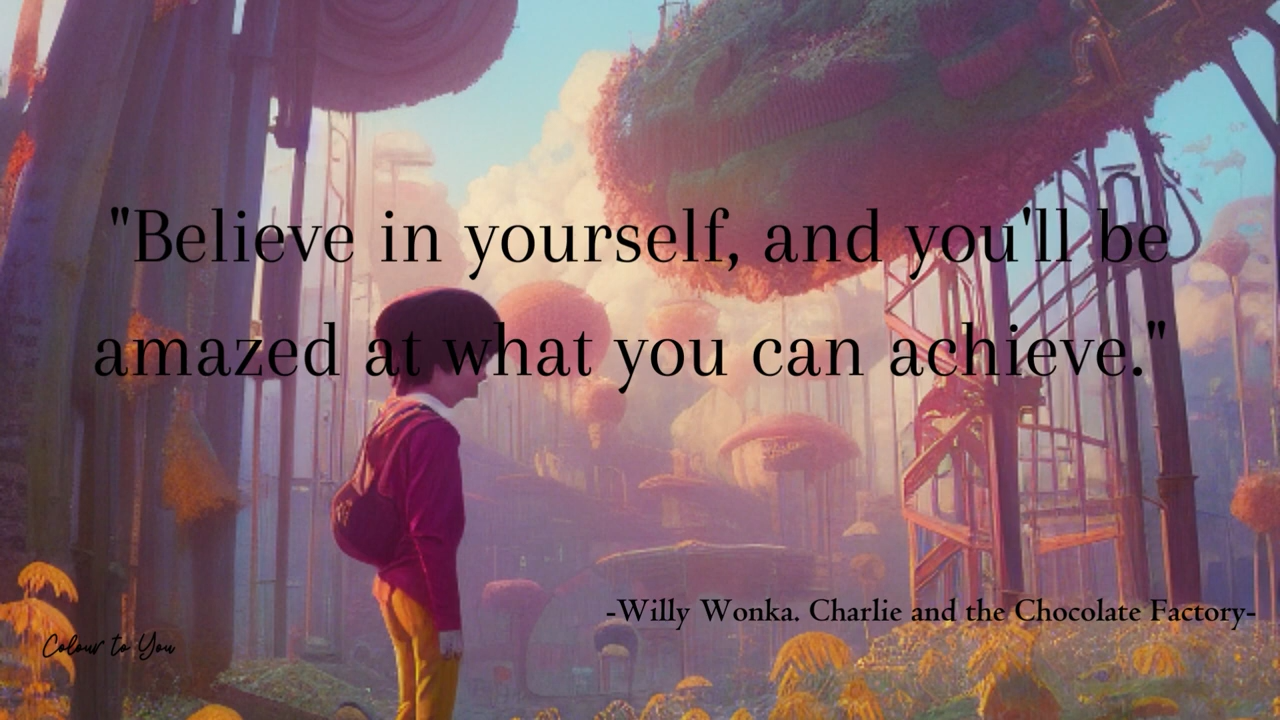 "Believe in yourself, and you'll be
amazed at what you can achieve."
-Willy Wonka. Charlie and the Chocolate Factory-
Colour to You